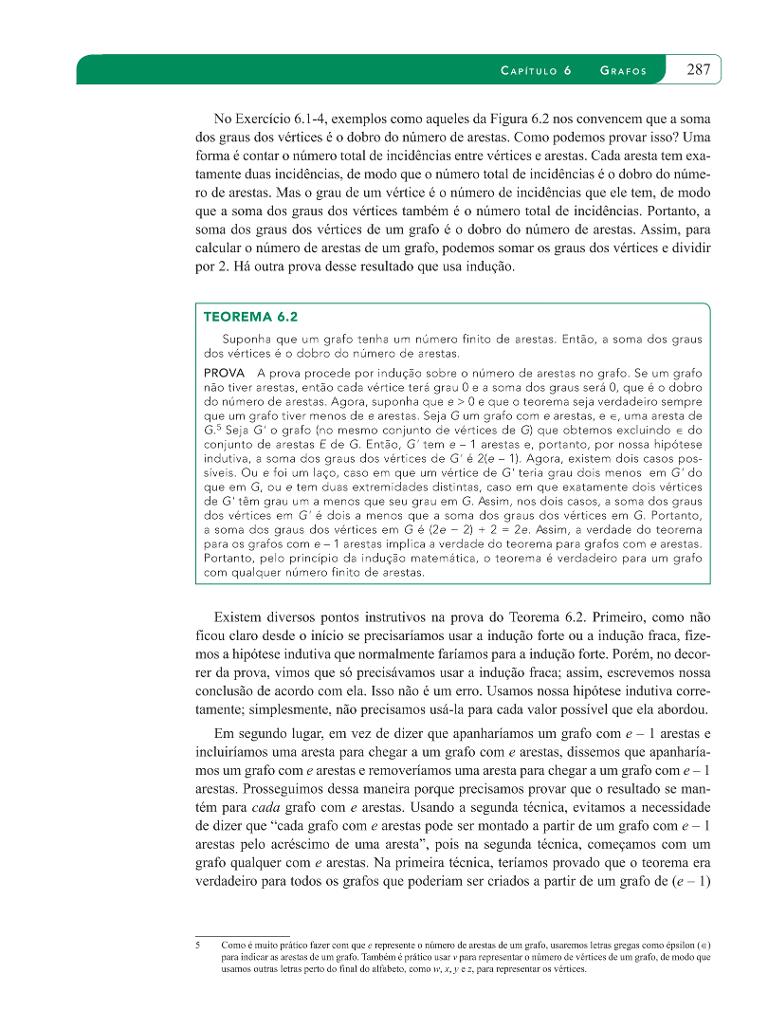 CAPÍTULO 6 GRAFOS 287
No Exercício 6.1-4, exemplos como aqueles da Figura 6.2 nos convencem que a soma
dos graus dos vértices é o dobro do número de arestas. Como podemos provar isso? Uma
forma é contar o número total de incidências entre vértices e arestas. Cada aresta tem exa-
tamente duas incidências, de modo que o número total de incidências é o dobro do núme-
ro de arestas. Mas o grau de um vértice é o número de incidências que ele tem, de modo
que a soma dos graus dos vértices também é o número total de incidências. Portanto, a
soma dos graus dos vértices de um grafo é o dobro do número de arestas. Assim, para
calcular o número de arestas de um grafo, podemos somar os graus dos vértices e dividir
por 2. Há outra prova desse resultado que usa indução.
TEOREMA 6.2
Suponha que um grafo tenha um número finito de arestas. Então, a soma dos graus
dos vértices é o dobro do número de arestas.
PROVA A prova procede por indução sobre o número de arestas no grafo. Se um grafo
não tiver arestas, então cada vértice terá grau 0 e a soma dos graus será 0, que é o dobro
do número de arestas. Agora, suponha que e > 0 e que o teorema seja verdadeiro sempre
que um grafo tiver menos de e arestas. Seja G um grafo com e arestas, e ∈, uma aresta de
G.⁵ Seja G' o grafo (no mesmo conjunto de vértices de G) que obtemos excluindo ∈ do
conjunto de arestas E de G. Então, G' tem e – 1 arestas e, portanto, por nossa hipótese
indutiva, a soma dos graus dos vértices de G' é 2(e – 1). Agora, existem dois casos pos-
síveis. Ou e foi um laço, caso em que um vértice de G' teria grau dois menos em G' do
que em G, ou e tem duas extremidades distintas, caso em que exatamente dois vértices
de G' têm grau um a menos que seu grau em G. Assim, nos dois casos, a soma dos graus
dos vértices em G' é dois a menos que a soma dos graus dos vértices em G. Portanto,
a soma dos graus dos vértices em G é (2e – 2) + 2 = 2e. Assim, a verdade do teorema
para os grafos com e – 1 arestas implica a verdade do teorema para grafos com e arestas.
Portanto, pelo princípio da indução matemática, o teorema é verdadeiro para um grafo
com qualquer número finito de arestas.
Existem diversos pontos instrutivos na prova do Teorema 6.2. Primeiro, como não
ficou claro desde o início se precisaríamos usar a indução forte ou a indução fraca, fize-
mos a hipótese indutiva que normalmente faríamos para a indução forte. Porém, no decor-
rer da prova, vimos que só precisávamos usar a indução fraca; assim, escrevemos nossa
conclusão de acordo com ela. Isso não é um erro. Usamos nossa hipótese indutiva corre-
tamente; simplesmente, não precisamos usá-la para cada valor possível que ela abordou.
Em segundo lugar, em vez de dizer que apanharíamos um grafo com e – 1 arestas e
incluiríamos uma aresta para chegar a um grafo com e arestas, dissemos que apanharía-
mos um grafo com e arestas e removeríamos uma aresta para chegar a um grafo com e – 1
arestas. Prosseguimos dessa maneira porque precisamos provar que o resultado se man-
tém para cada grafo com e arestas. Usando a segunda técnica, evitamos a necessidade
de dizer que “cada grafo com e arestas pode ser montado a partir de um grafo com e – 1
arestas pelo acréscimo de uma aresta”, pois na segunda técnica, começamos com um
grafo qualquer com e arestas. Na primeira técnica, teríamos provado que o teorema era
verdadeiro para todos os grafos que poderiam ser criados a partir de um grafo de (e – 1)
5 Como é muito prático fazer com que e represente o número de arestas de um grafo, usaremos letras gregas como épsilon (∈)
para indicar as arestas de um grafo. Também é prático usar v para representar o número de vértices de um grafo, de modo que
usamos outras letras perto do final do alfabeto, como w, x, y e z, para representar os vértices.